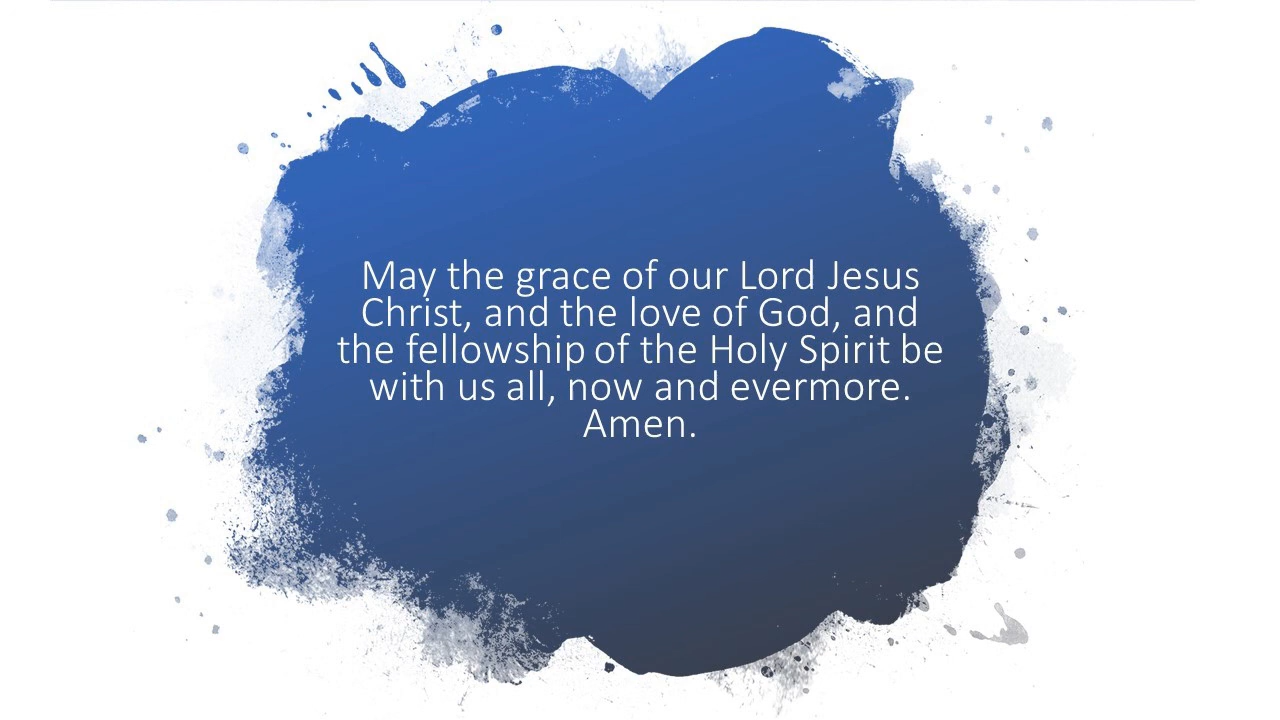 May the grace of our Lord Jesus
Christ, and the love of God, and
the fellowship of the Holy Spirit be
with us all, now and evermore.
Amen.